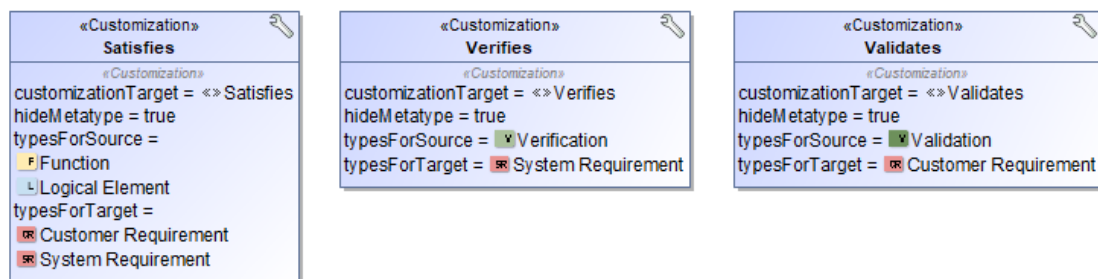 «Customization»
Satisfies
«Customization»
customizationTarget = «»Satisfies
hideMetatype = true
typesForSource =
F Function
L Logical Element
typesForTarget =
CR Customer Requirement
SR System Requirement
«Customization»
Verifies
«Customization»
customizationTarget = «»Verifies
hideMetatype = true
typesForSource = V Verification
typesForTarget = SR System Requirement
«Customization»
Validates
«Customization»
customizationTarget = «»Validates
hideMetatype = true
typesForSource = V Validation
typesForTarget = CR Customer Requirement